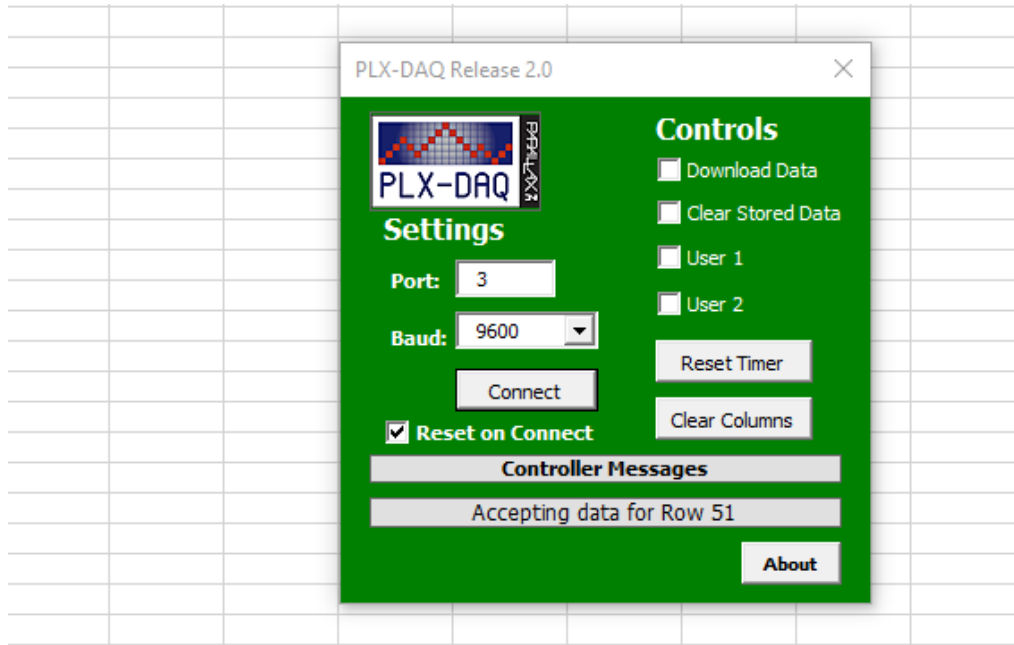 PLX-DAQ Release 2.0
PLX-DAQ
PARALLAX
Settings
Port: 3
Baud: 9600
Connect
Reset on Connect
Controls
Download Data
Clear Stored Data
User 1
User 2
Reset Timer
Clear Columns
Controller Messages
Accepting data for Row 51
About